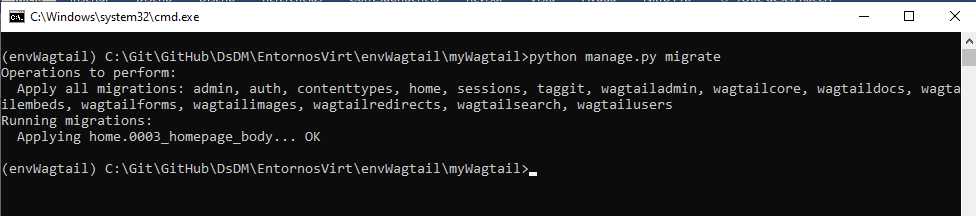 C:\Windows\system32\cmd.exe
(envWagtail) C:\Git\GitHub\DsDM\EntornosVirt\envWagtail\myWagtail>python manage.py migrate
Operations to perform:
  Apply all migrations: admin, auth, contenttypes, home, sessions, taggit, wagtailadmin, wagtailcore, wagtaildocs, wagta
ilembeds, wagtailforms, wagtailimages, wagtailredirects, wagtailsearch, wagtailusers
Running migrations:
  Applying home.0003_homepage_body... OK
(envWagtail) C:\Git\GitHub\DsDM\EntornosVirt\envWagtail\myWagtail>